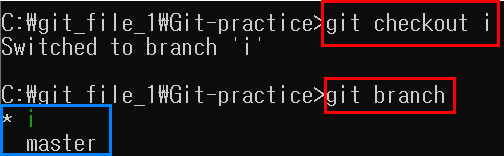 C:₩git_file_1₩Git-practice>git checkout i
Switched to branch 'i'
C:₩git_file_1₩Git-practice>git branch
* i
master